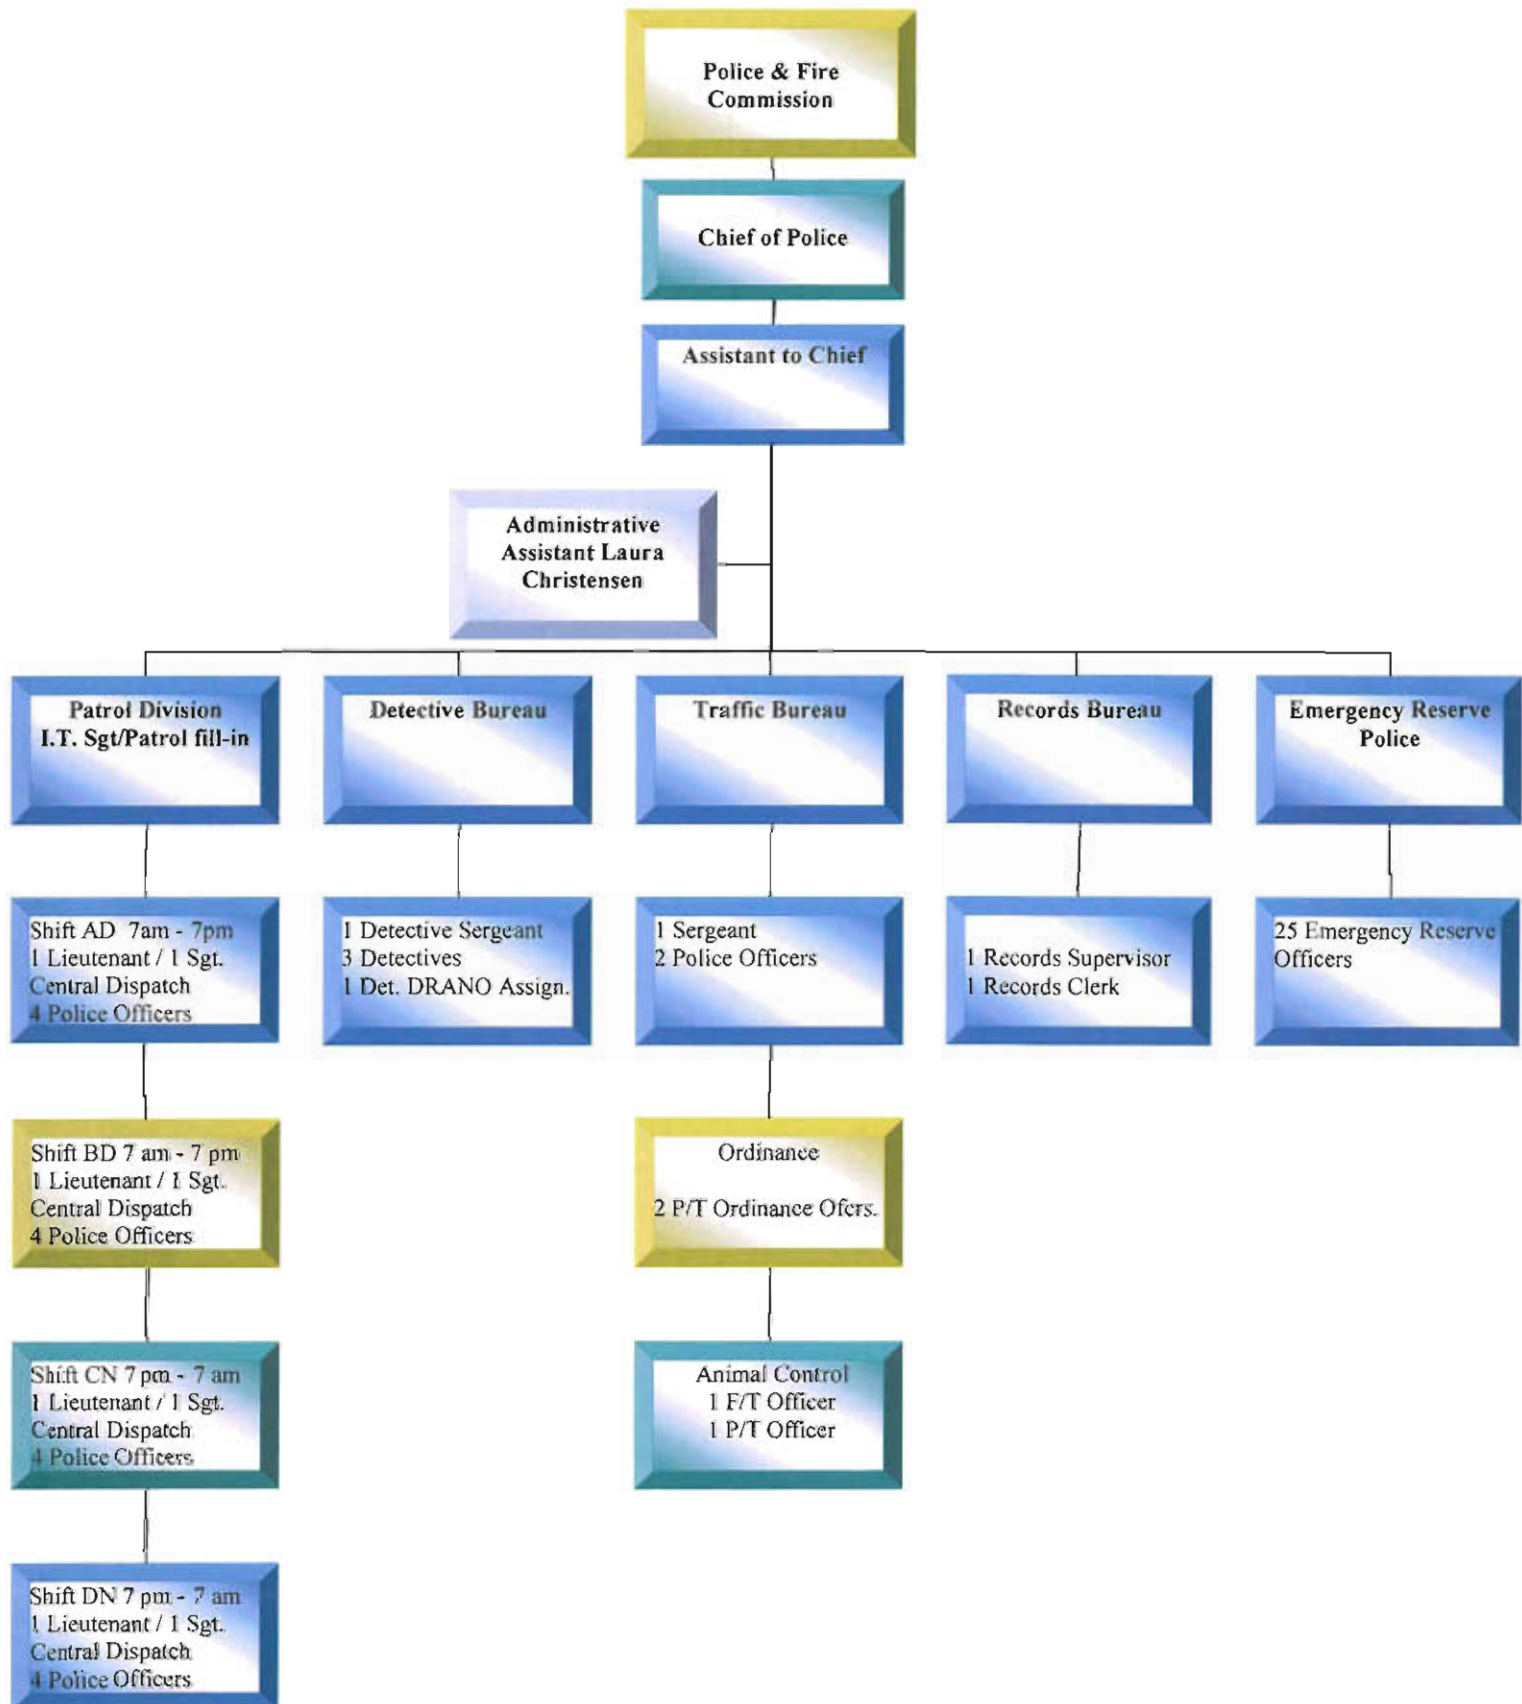 Police & Fire
Commission
Chief of Police
Assistant to Chief
Administrative
Assistant Laura
Christensen
Patrol Division
I.T. Sgt/Patrol fill-in
Detective Bureau
Traffic Bureau
Records Bureau
Emergency Reserve
Police
Shift AD 7am - 7pm
1 Lieutenant / 1 Sgt.
Central Dispatch
4 Police Officers
1 Detective Sergeant
3 Detectives
1 Det. DRANO Assign.
1 Sergeant
2 Police Officers
1 Records Supervisor
1 Records Clerk
25 Emergency Reserve
Officers
Shift BD 7 am - 7 pm
1 Lieutenant / 1 Sgt.
Central Dispatch
4 Police Officers
Ordinance
2 P/T Ordinance Ofcrs.
Shift CN 7 pm - 7 am
1 Lieutenant / 1 Sgt.
Central Dispatch
4 Police Officers
Animal Control
1 F/T Officer
1 P/T Officer
Shift DN 7 pm - 7 am
1 Lieutenant / 1 Sgt.
Central Dispatch
4 Police Officers